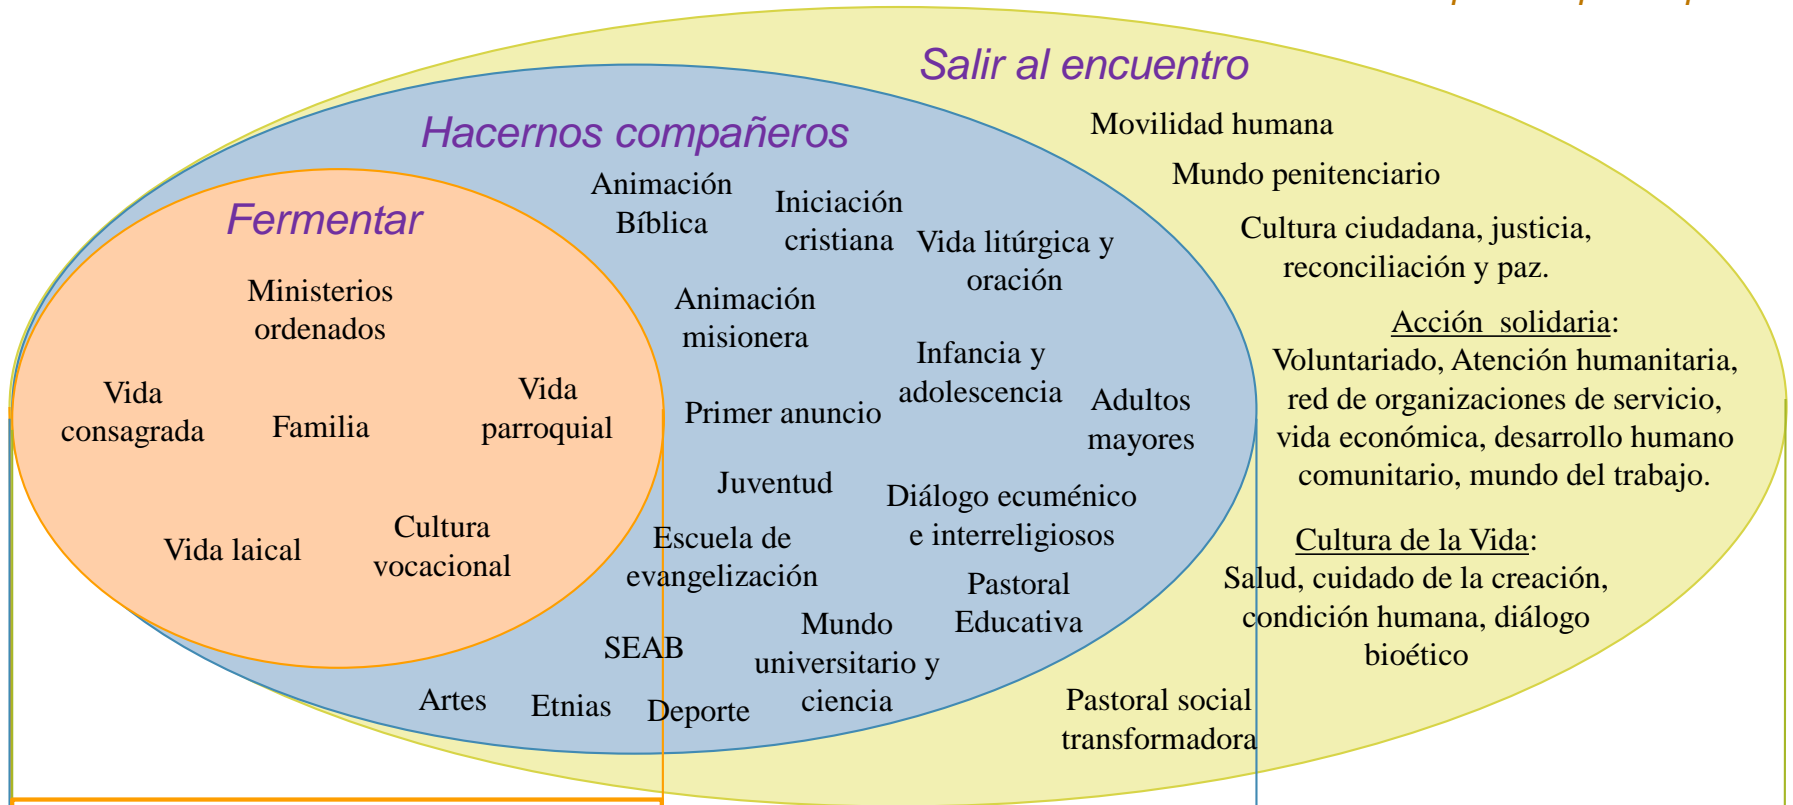 Salir al encuentro
Hacernos compañeros
Fermentar
Ministerios
ordenados
Vida
consagrada
Familia
Vida
parroquial
Vida laical
Cultura
vocacional
Animación
Bíblica
Iniciación
cristiana
Vida litúrgica y
oración
Animación
misionera
Infancia y
adolescencia
Primer anuncio
Adultos
mayores
Juventud
Diálogo ecuménico
e interreligiosos
Escuela de
evangelización
Pastoral
Educativa
SEAB
Mundo
universitario y
ciencia
Artes
Etnias
Deporte
Movilidad humana
Mundo penitenciario
Cultura ciudadana, justicia,
reconciliación y paz.
Acción  solidaria:
Voluntariado, Atención humanitaria,
red de organizaciones de servicio,
vida económica, desarrollo humano
comunitario, mundo del trabajo.
Cultura de la Vida:
Salud, cuidado de la creación,
condición humana, diálogo
bioético
Pastoral social
transformadora